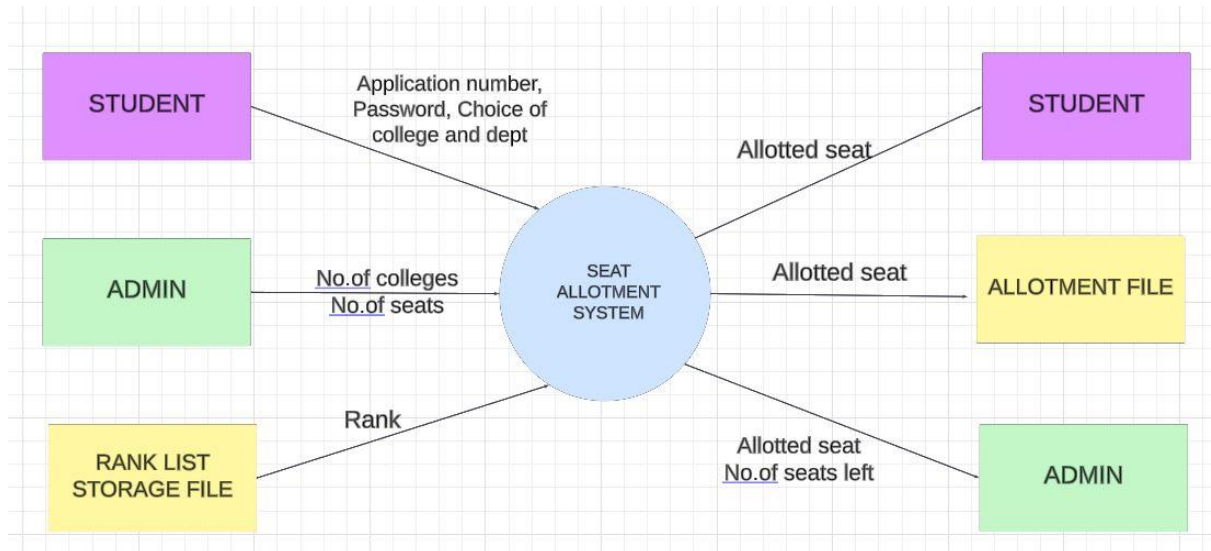 STUDENT
Application number,
Password, Choice of
college and dept
STUDENT
Allotted seat
ADMIN
No.of colleges
No.of seats
SEAT
ALLOTMENT
SYSTEM
Allotted seat
ALLOTMENT FILE
Rank
RANK LIST
STORAGE FILE
Allotted seat
No.of seats left
ADMIN